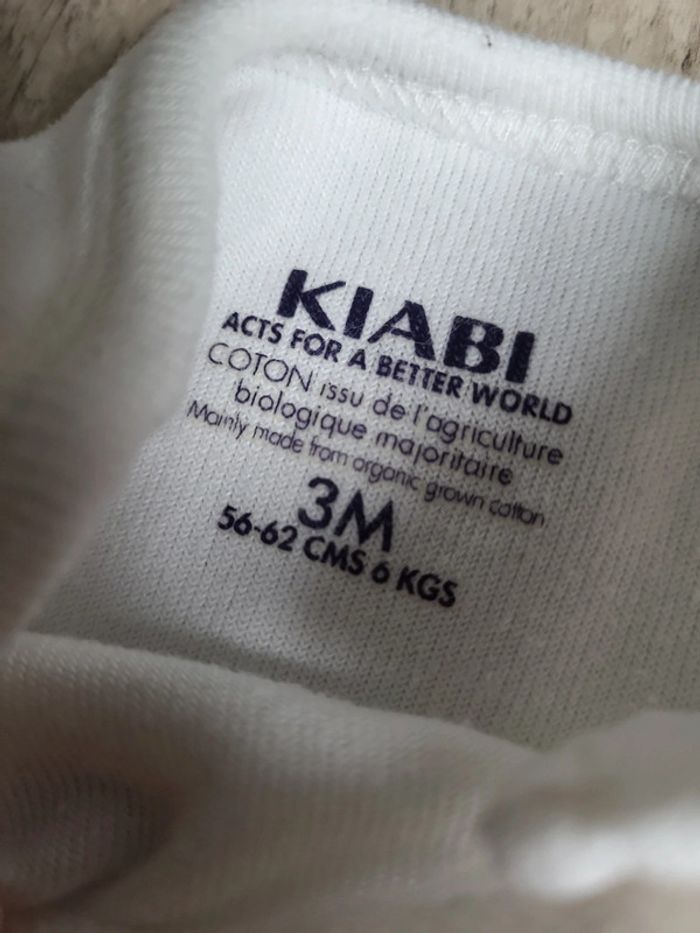 KIABI
ACTS FOR A BETTER WORLD
COTON issu de l'agriculture
biologique majoritaire
Mainly made from organic grown cotton
3M
56-62 CMS 6 KGS